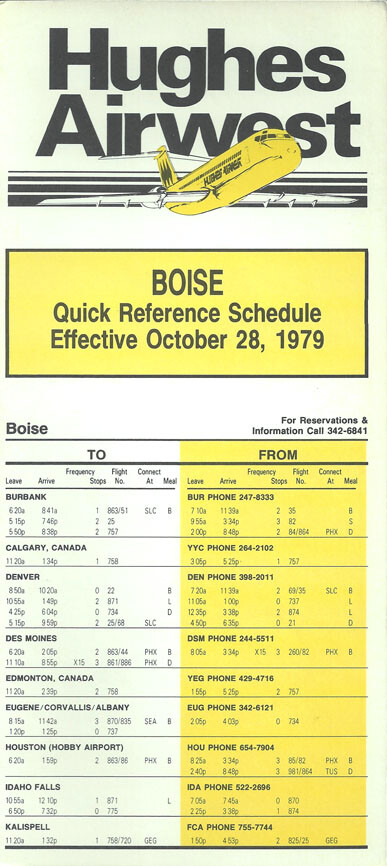 Hughes
Airwest
HUGHES AIRWEST
BOISE
Quick Reference Schedule
Effective October 28, 1979
For Reservations &
Boise Information Call 342-6841
TO FROM
Frequency Flight Connect Frequency Flight Connect
Leave Arrive Stops No. At Meal Leave Arrive Stops No. At Meal
BURBANK BUR PHONE 247-8333
6 20a 8 41a 1 863/51 SLC B 7 10a 11 39a 2 35 B
5 15p 7 46p 2 25 9 55a 3 34p 3 82 S
5 50p 8 38p 2 757 2 00p 8 48p 2 84/864 PHX D
CALGARY, CANADA YYC PHONE 264-2102
11 20a 1 34p 1 758 3 05p 5 25p 1 757
DENVER DEN PHONE 398-2011
8 50a 10 20a 0 22 B 7 20a 11 39a 2 69/35 SLC B
10 55a 1 49p 2 871 L 11 05a 1 00p 0 737 L
4 25p 6 04p 0 734 D 12 35p 3 38p 2 874 L
5 15p 9 59p 2 25/68 SLC 4 50p 6 35p 0 21 D
DES MOINES DSM PHONE 244-5511
6 20a 2 05p 2 863/44 PHX B 8 05a 3 34p X15 3 260/82 PHX B
11 10a 8 55p X15 3 861/886 PHX D
EDMONTON, CANADA YEG PHONE 429-4716
11 20a 2 39p 2 758 1 55p 5 25p 2 757
EUGENE/CORVALLIS/ALBANY EUG PHONE 342-6121
8 15a 11 42a 3 870/835 SEA B 2 05p 4 03p 0 734
1 20p 1 25p 0 737
HOUSTON (HOBBY AIRPORT) HOU PHONE 654-7904
6 20a 1 59p 2 863/86 PHX B 8 25a 3 34p 3 85/82 PHX B
2 40p 8 48p 3 981/864 TUS D
IDAHO FALLS IDA PHONE 522-2696
10 55a 12 10p 1 871 L 7 05a 7 45a 0 870
6 50p 7 32p 0 775 2 25p 3 38p 1 874
KALISPELL FCA PHONE 755-7744
11 20a 1 32p 1 758/720 GEG 1 50p 4 53p 2 825/25 GEG